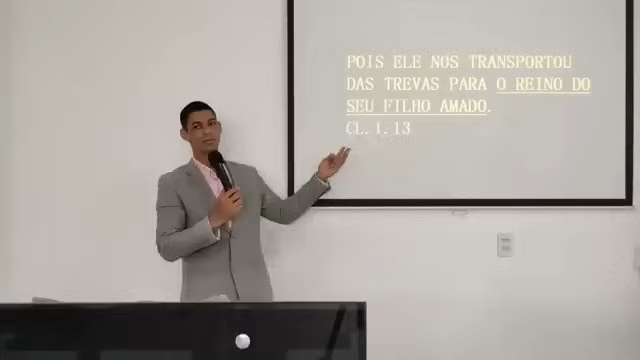 POIS ELE NOS TRANSPORTOU
DAS TREVAS PARA O REINO DO
SEU FILHO AMADO.
CL.1.13